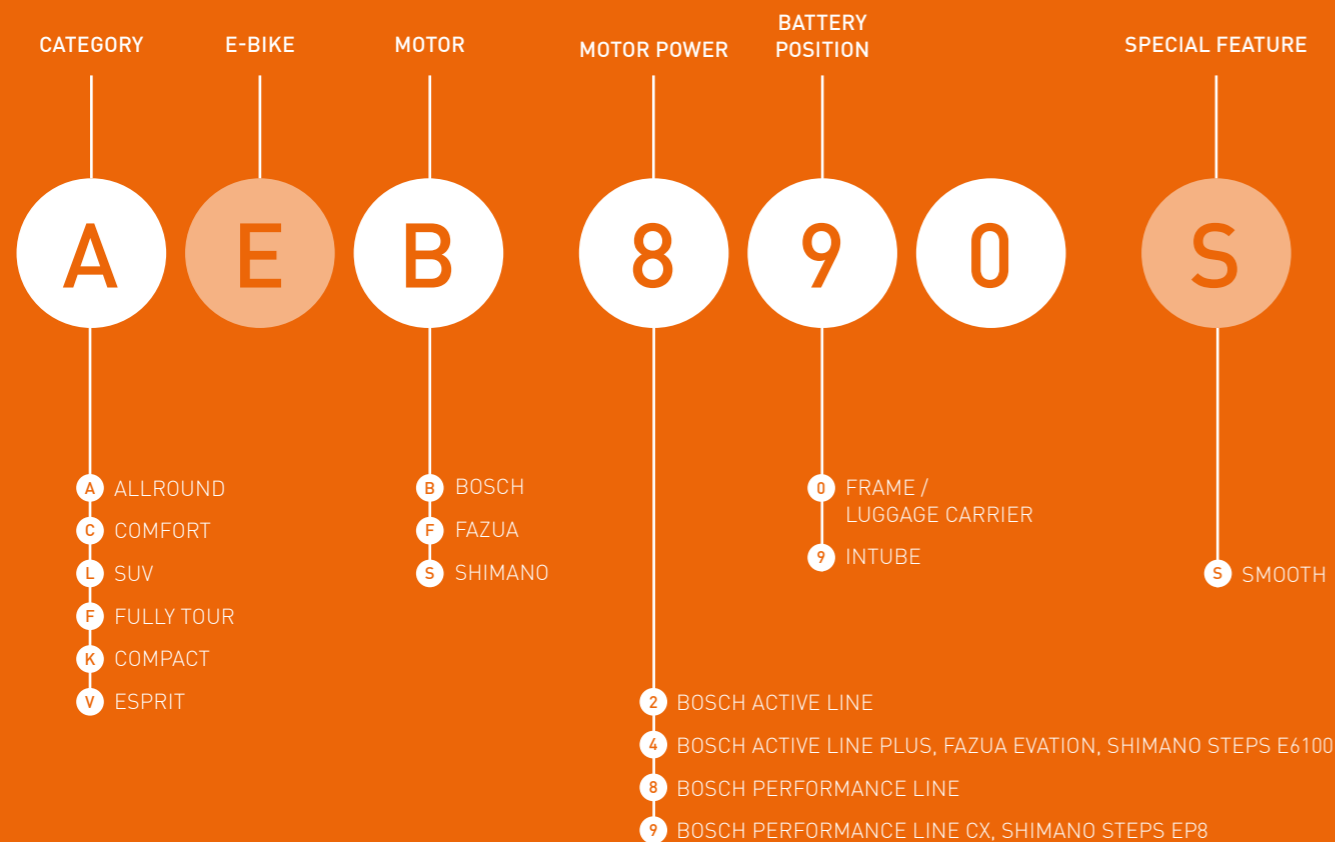 CATEGORY
E-BIKE
MOTOR
MOTOR POWER
BATTERY
POSITION
SPECIAL FEATURE
A
E
B
8
9
0
S
A ALLROUND
C COMFORT
L SUV
F FULLY TOUR
K COMPACT
V ESPRIT
B BOSCH
F FAZUA
S SHIMANO
2 BOSCH ACTIVE LINE
4 BOSCH ACTIVE LINE PLUS, FAZUA EVATION, SHIMANO STEPS E6100
8 BOSCH PERFORMANCE LINE
9 BOSCH PERFORMANCE LINE CX, SHIMANO STEPS EP8
0 FRAME /
LUGGAGE CARRIER
9 INTUBE
S SMOOTH